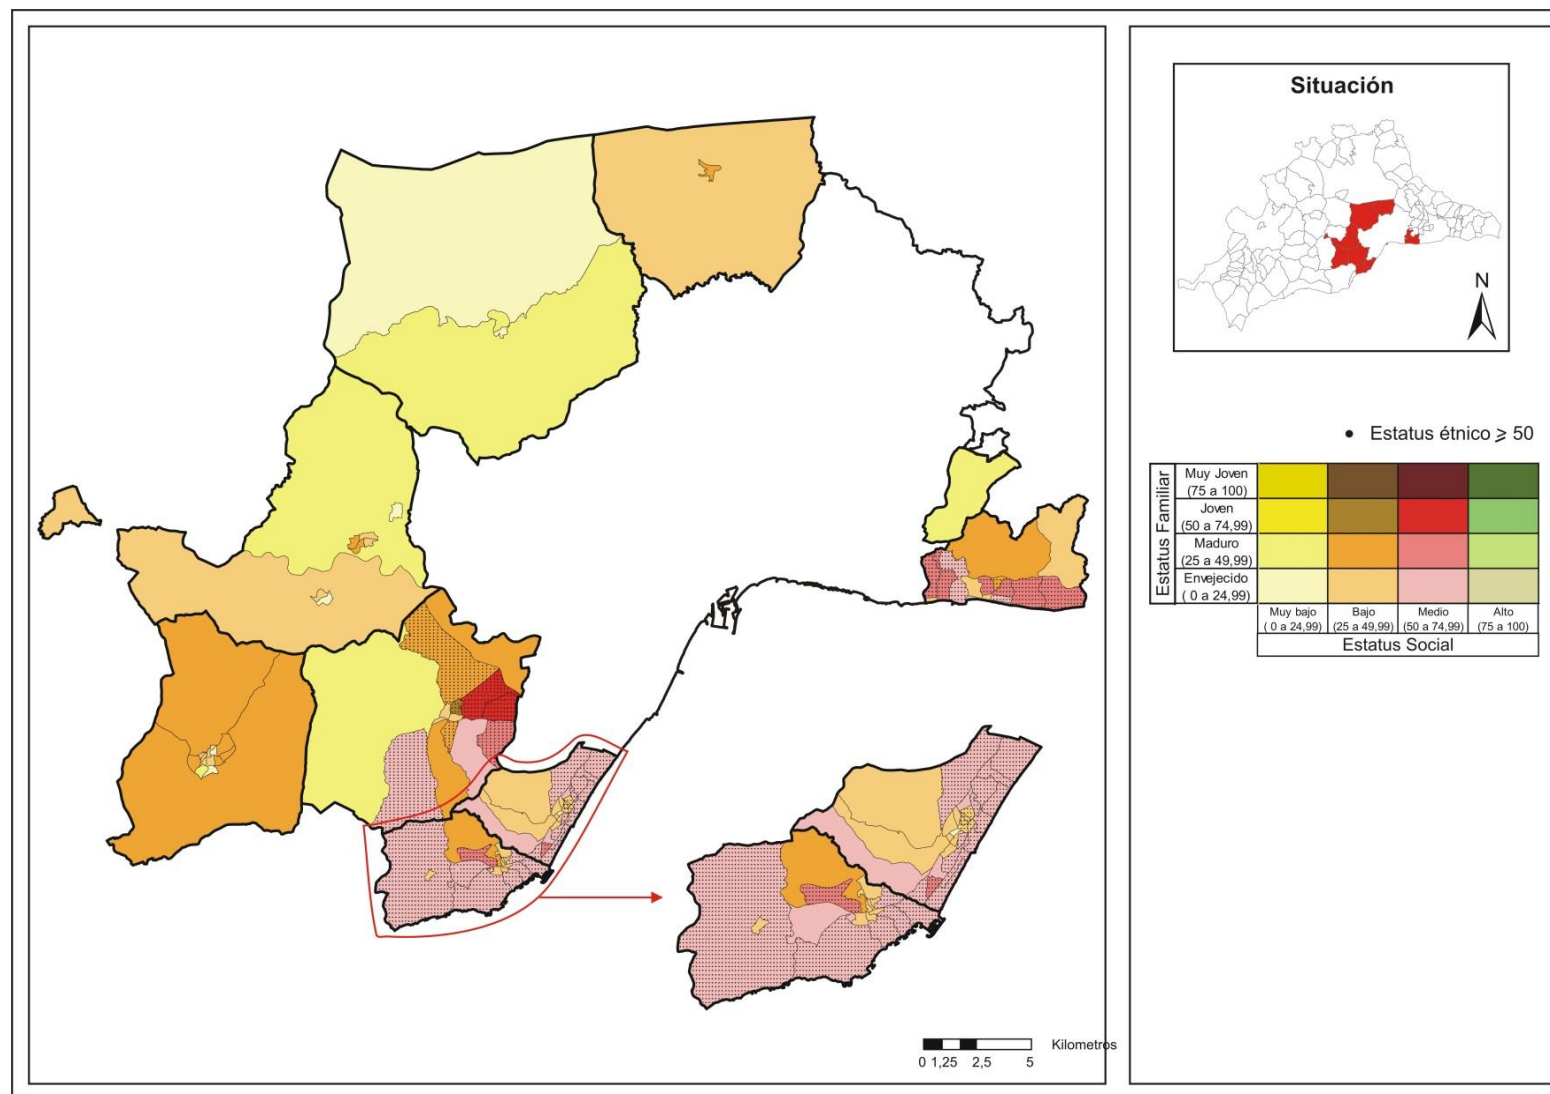 Situación
N
• Estatus étnico ⩾ 50
Estatus Familiar
Muy Joven
(75 a 100)
Joven
(50 a 74,99)
Maduro
(25 a 49,99)
Envejecido
( 0 a 24,99)
Muy bajo
( 0 a 24,99)
Bajo
(25 a 49,99)
Medio
(50 a 74,99)
Alto
(75 a 100)
Estatus Social
Kilometros
0 1,25 2,5 5